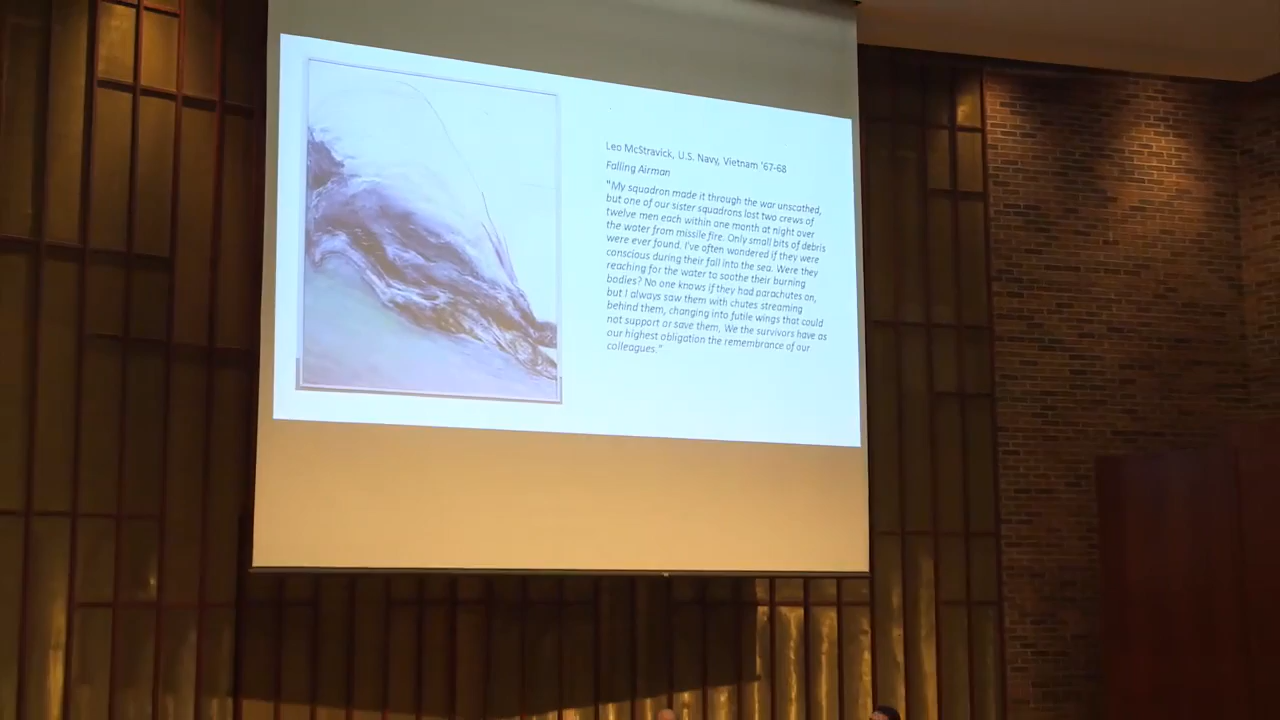 Leo McStravick, U.S. Navy, Vietnam '67-68
Falling Airman
"My squadron made it through the war unscathed,
but one of our sister squadrons lost two crews of
twelve men each within one month at night over
the water from missile fire. Only small bits of debris
were ever found. I've often wondered if they were
conscious during their fall into the sea. Were they
reaching for the water to soothe their burning
bodies? No one knows if they had parachutes on,
but I always saw them with chutes streaming
behind them, changing into futile wings that could
not support or save them, We the survivors have as
our highest obligation the remembrance of our
colleagues."